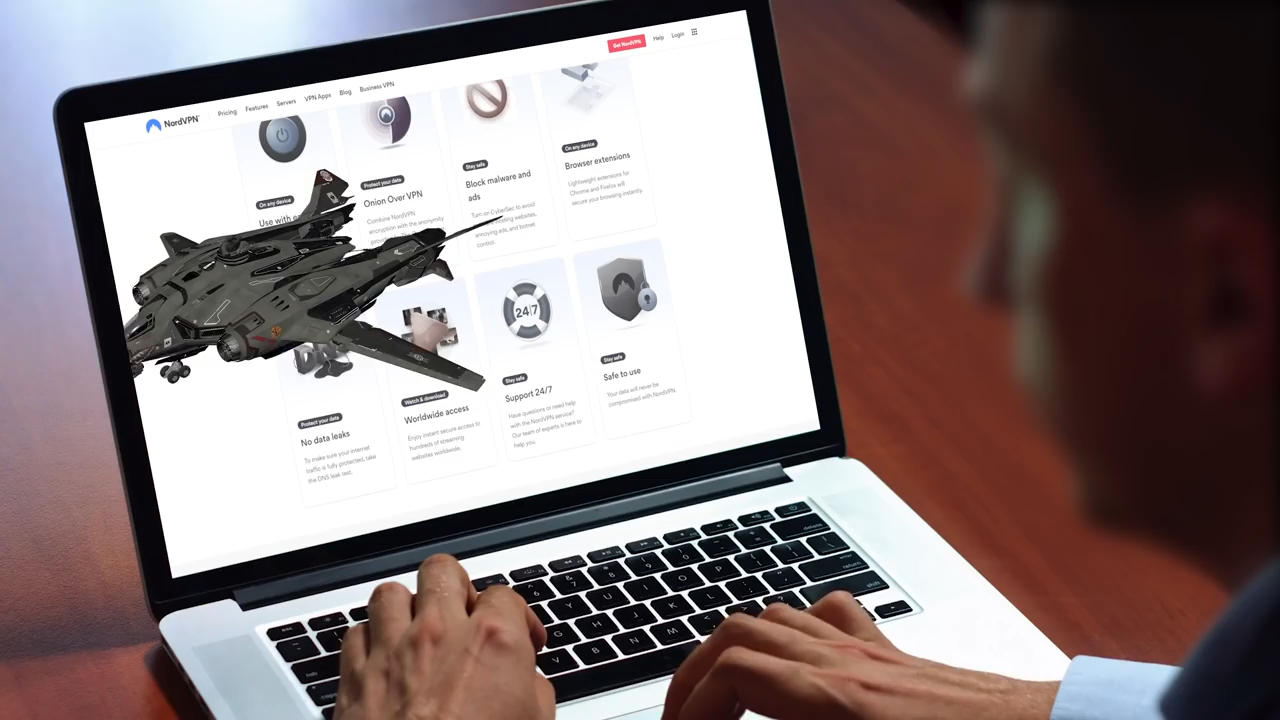 Get NordVPN Help Login
NordVPN
Pricing Features Servers VPN Apps Blog Business VPN
On any device
Use with
Protect your data
Onion Over VPN
Combine NordVPN
encryption with the anonymity
Stay safe
Block malware and
ads
Turn on CyberSec to avoid
websites,
annoying ads, and botnet
control.
On any device
Browser extensions
Lightweight extensions for
Chrome and Firefox will
secure your browsing instantly.
Protect your data
No data leaks
To make sure your internet
traffic is fully protected, take
the DNS leak test.
Watch & download
Worldwide access
Enjoy instant secure access to
hundreds of streaming
websites worldwide.
24/7
Stay safe
Support 24/7
Have questions or need help
with the NordVPN service?
Our team of experts is here to
help you.
Stay safe
Safe to use
Your data will never be
compromised with NordVPN.
delete
return
shift